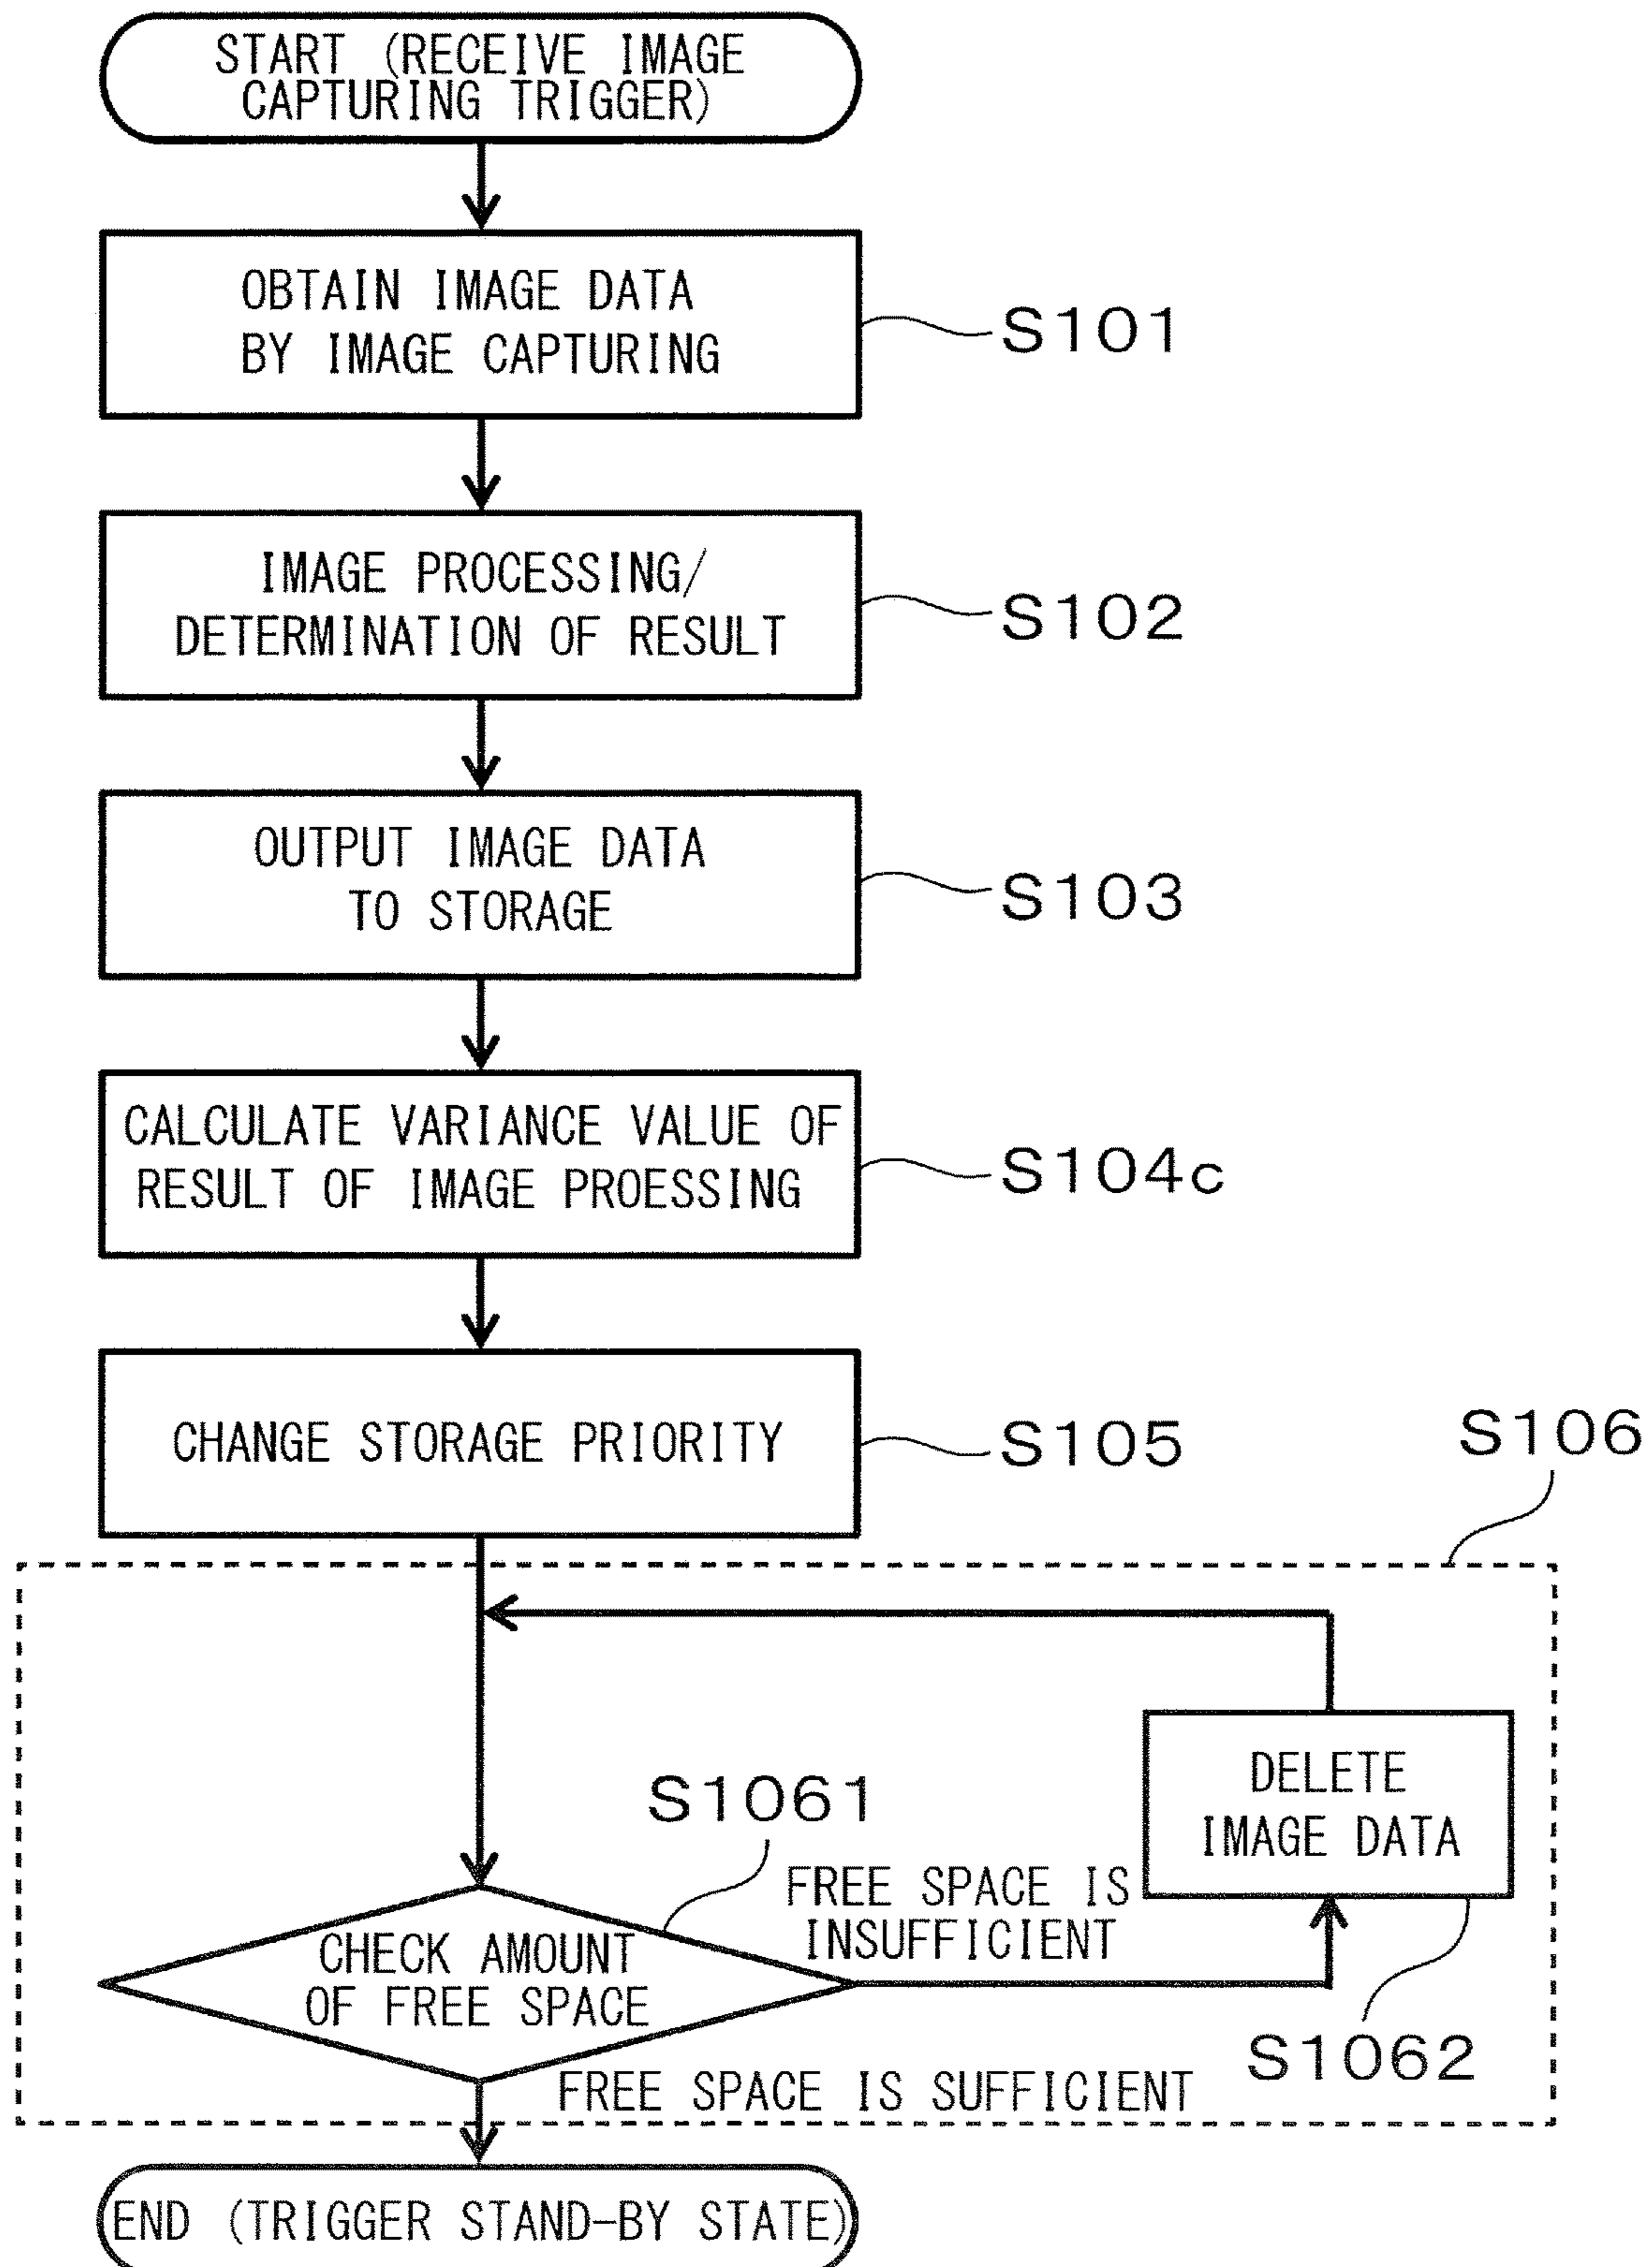 START (RECEIVE IMAGE
CAPTURING TRIGGER)
OBTAIN IMAGE DATA
BY IMAGE CAPTURING
S101
IMAGE PROCESSING/
DETERMINATION OF RESULT
S102
OUTPUT IMAGE DATA
TO STORAGE
S103
CALCULATE VARIANCE VALUE OF
RESULT OF IMAGE PROESSING
S104c
CHANGE STORAGE PRIORITY
S105
S106
DELETE
IMAGE DATA
S1061
FREE SPACE IS
INSUFFICIENT
CHECK AMOUNT
OF FREE SPACE
S1062
FREE SPACE IS SUFFICIENT
END (TRIGGER STAND-BY STATE)